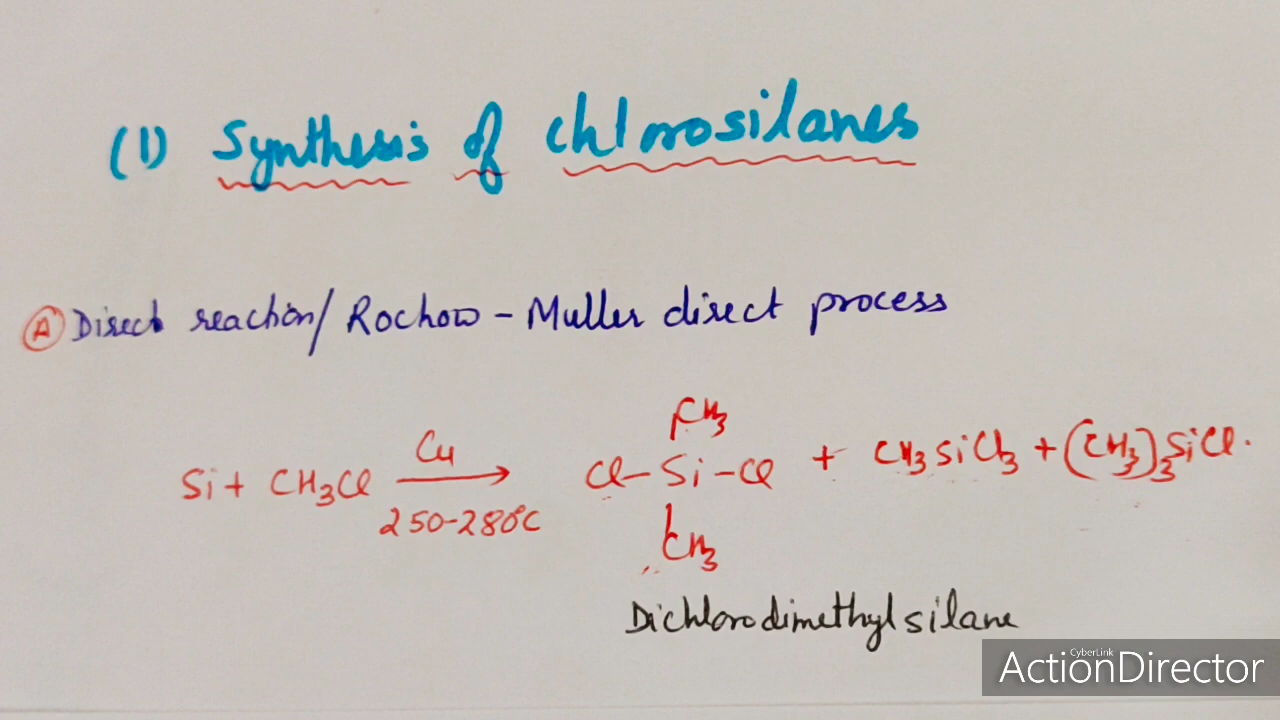 (1) Synthesis of chlorosilanes
(A) Direct reaction/ Rochow - Muller direct process
CH3
Si + CH3Cl Cu Cl-Si-Cl + CH3SiCl3 + (CH3)3SiCl.
250-280°C
CH3
Dichlorodimethylsilane
CyberLink
ActionDirector